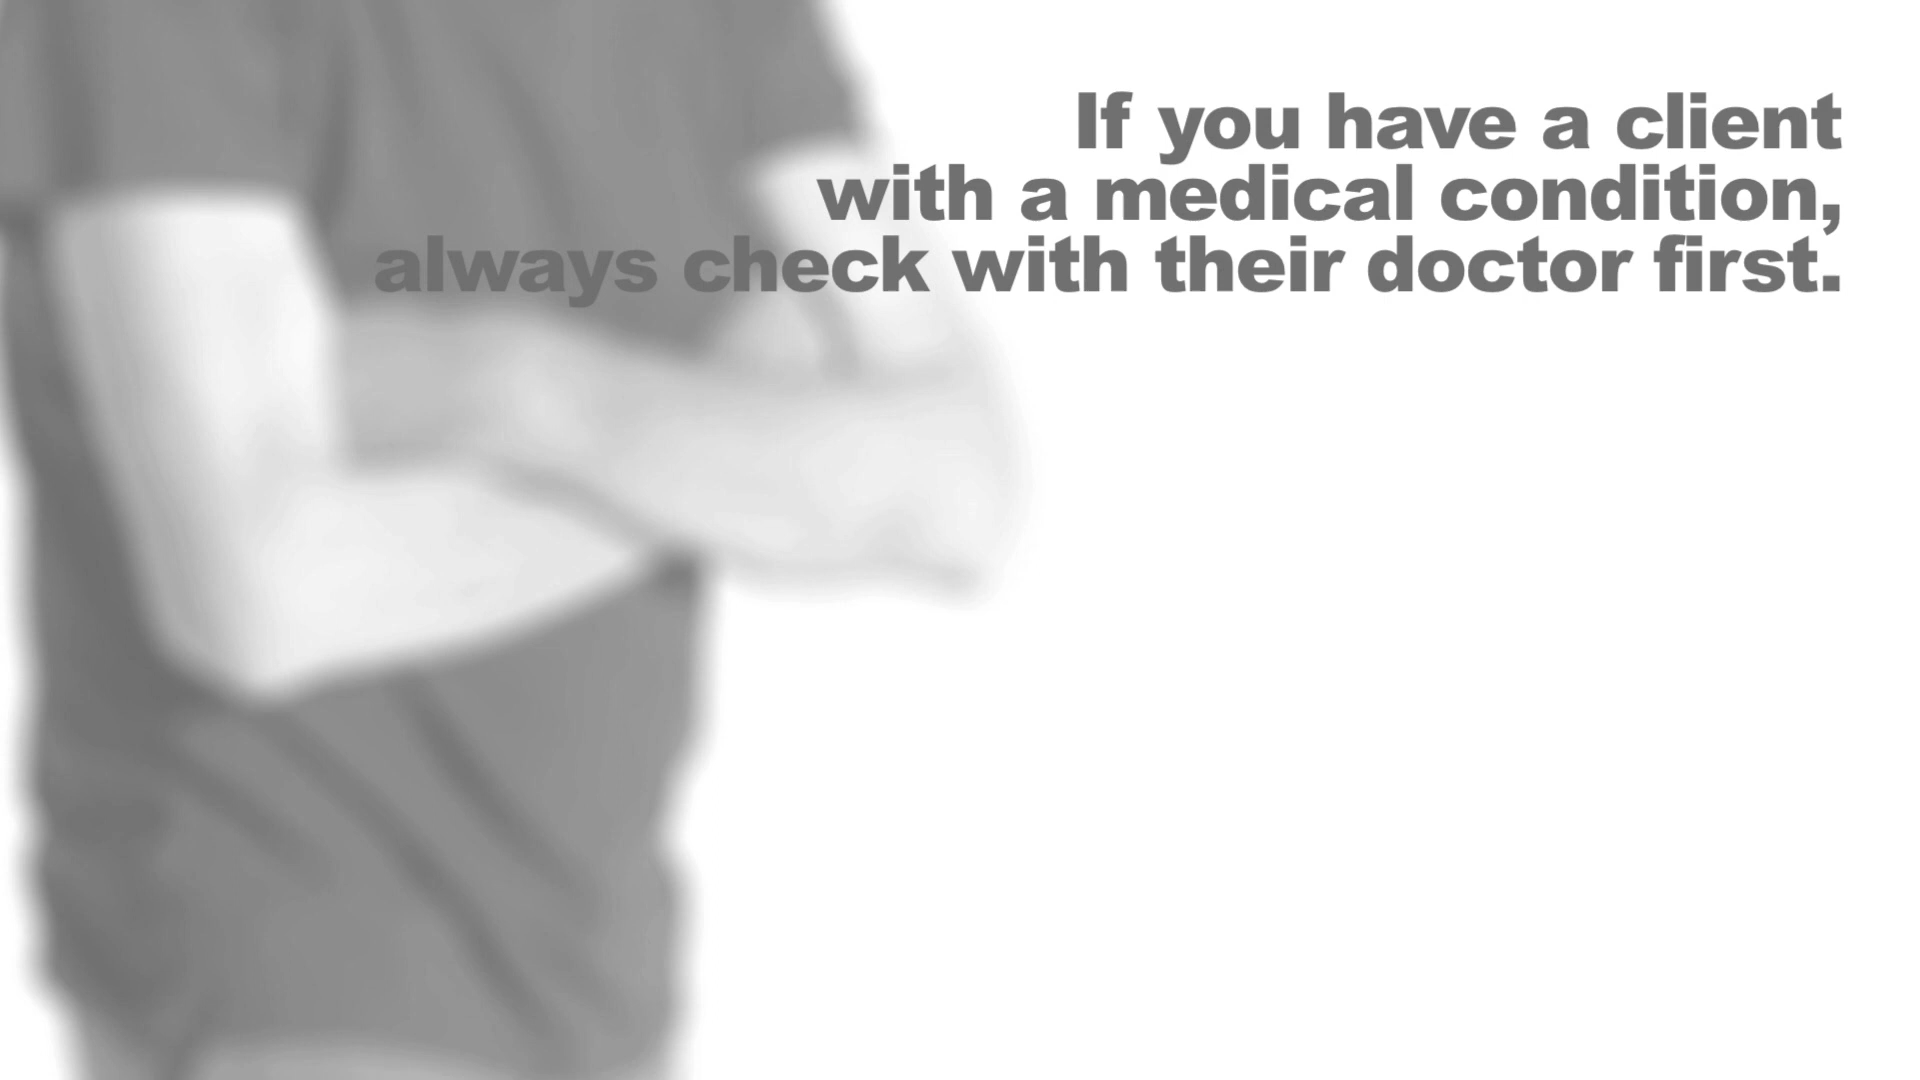 If you have a client
with a medical condition,
always check with their doctor first.